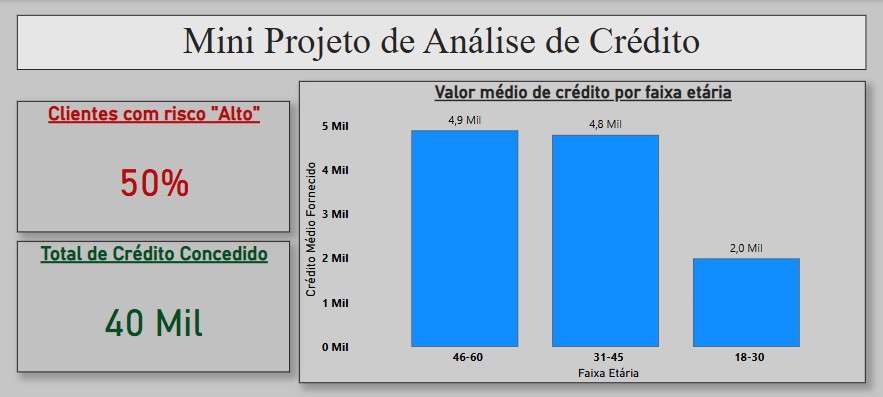 Mini Projeto de Análise de Crédito
Clientes com risco "Alto"
50%
Total de Crédito Concedido
40 Mil
Valor médio de crédito por faixa etária
Crédito Médio Fornecido
5 Mil
4 Mil
3 Mil
2 Mil
1 Mil
0 Mil
4,9 Mil
4,8 Mil
2,0 Mil
46-60
31-45
18-30
Faixa Etária